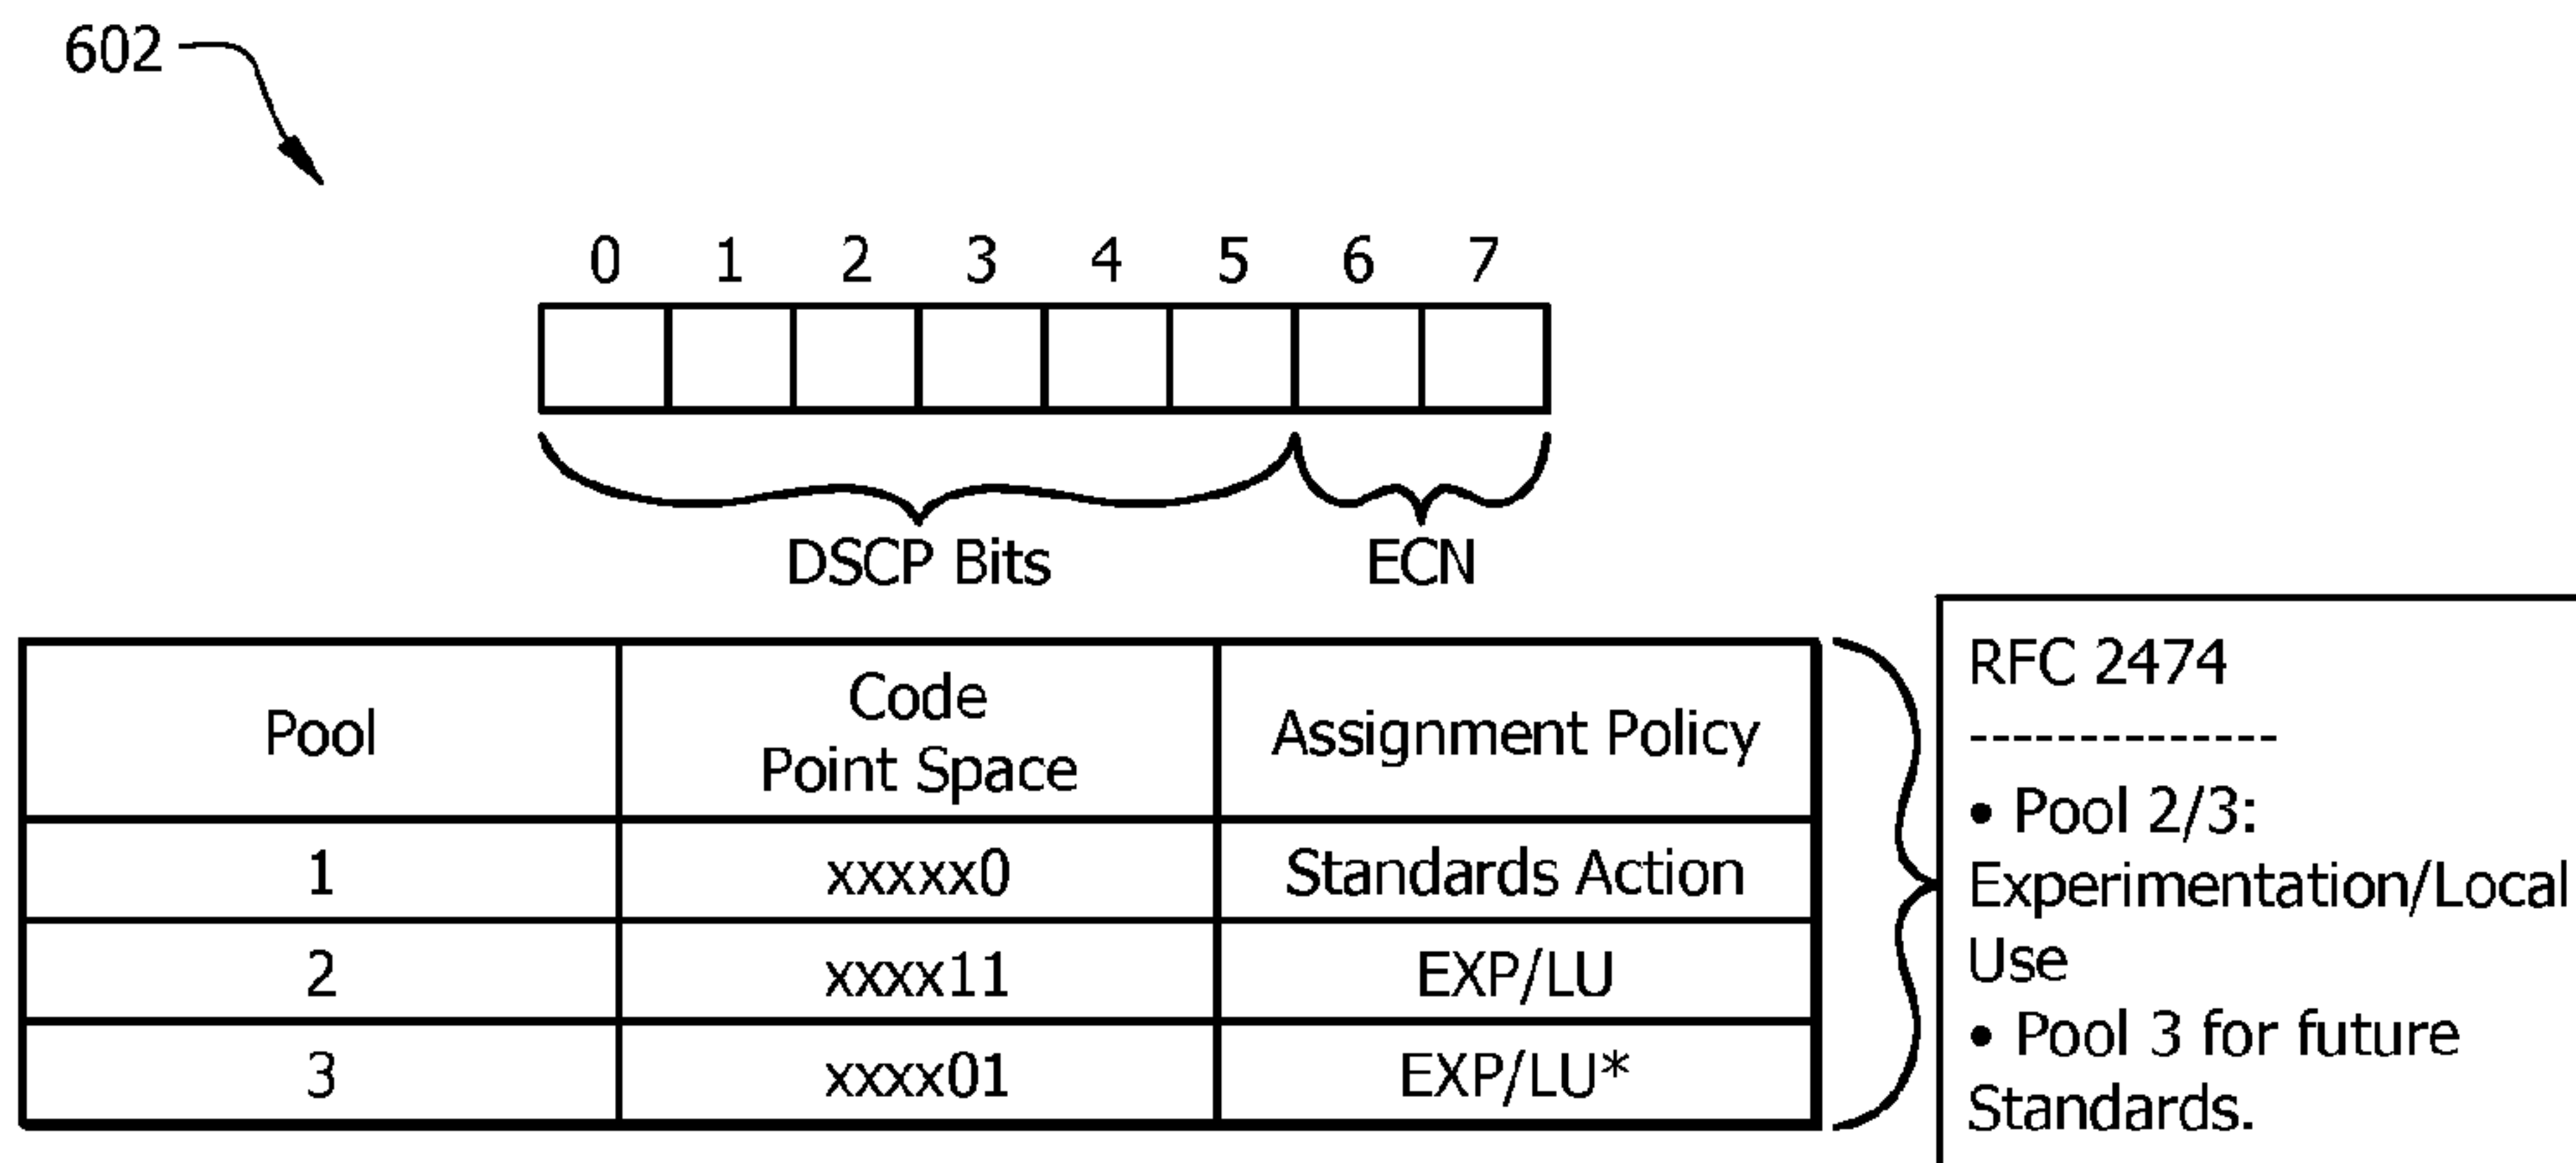 602
0 1 2 3 4 5 6 7
DSCP Bits ECN
Pool Code Point Space Assignment Policy
1 xxxxx0 Standards Action
2 xxxx11 EXP/LU
3 xxxx01 EXP/LU*
RFC 2474
--------------
• Pool 2/3:
Experimentation/Local
Use
• Pool 3 for future
Standards.